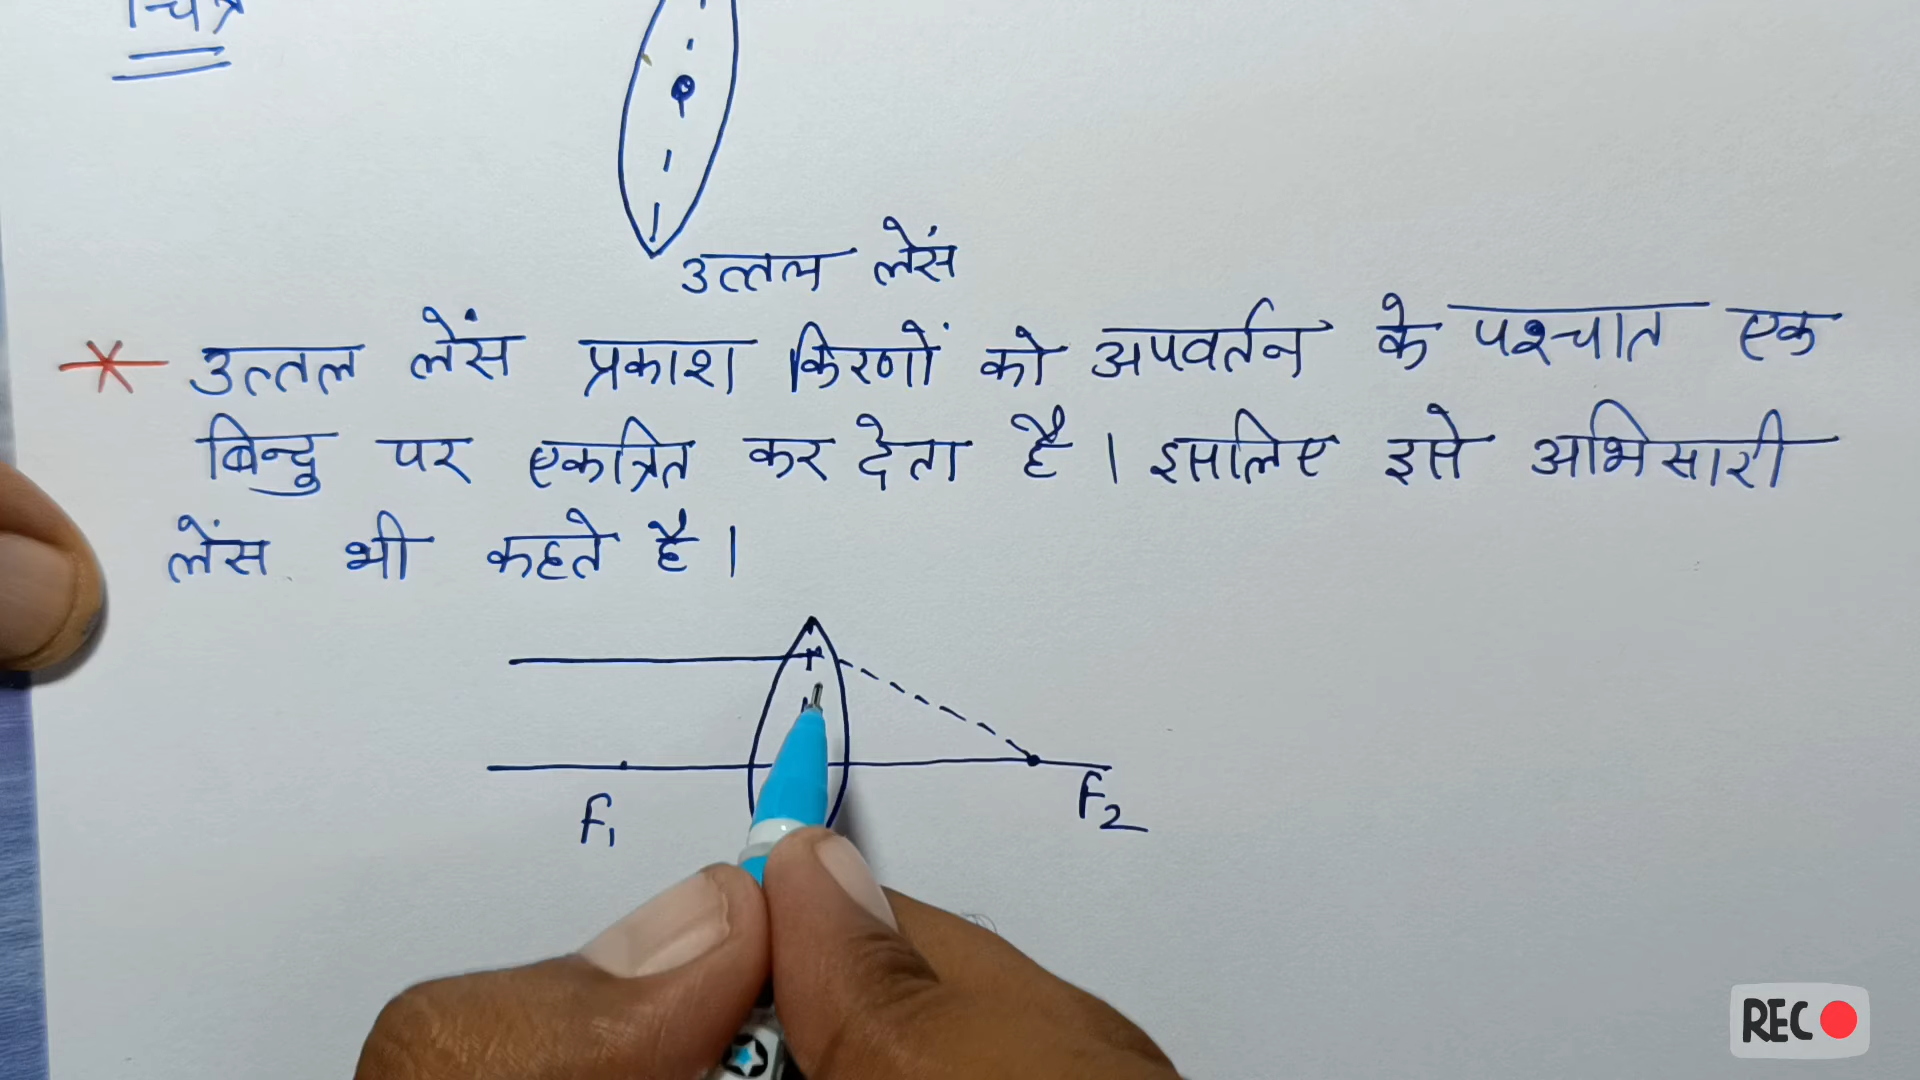 चित्र
उत्तल लेंस
उत्तल लेंस प्रकाश किरणों को अपवर्तन के पश्चात एक
बिन्दु पर एकत्रित कर देता है। इसलिए इसे अभिसारी
लेंस भी कहते है।
F1
F2
REC